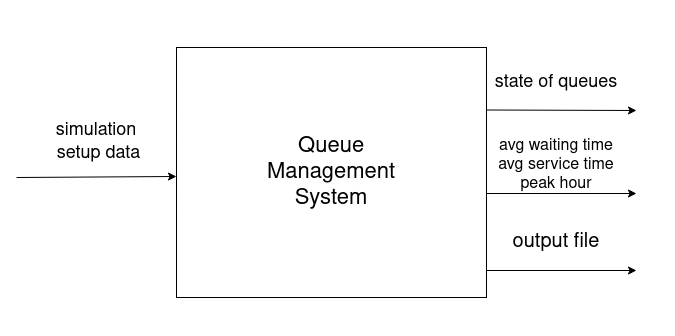 simulation
setup data
Queue
Management
System
state of queues
avg waiting time
avg service time
peak hour
output file